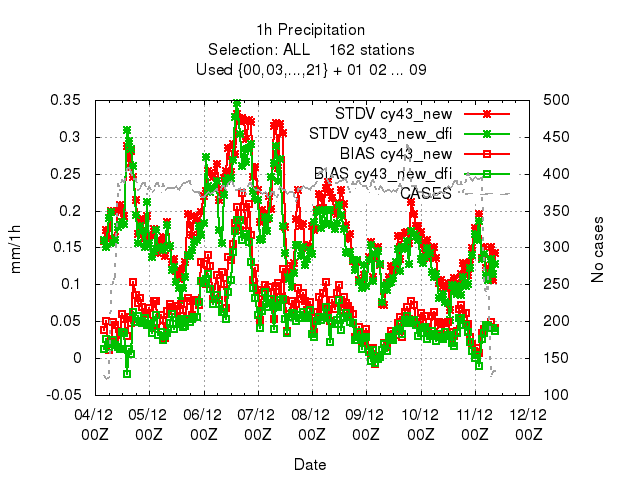 1h Precipitation
Selection: ALL    162 stations
Used {00,03,...,21} + 01 02 ... 09
STDV cy43_new
STDV cy43_new_dfi
BIAS cy43_new
BIAS cy43_new_dfi
CASES
mm/1h
0.35
0.3
0.25
0.2
0.15
0.1
0.05
0
-0.05
No cases
500
450
400
350
300
250
200
150
100
04/12 05/12 06/12 07/12 08/12 09/12 10/12 11/12 12/12
00Z 00Z 00Z 00Z 00Z 00Z 00Z 00Z 00Z
Date